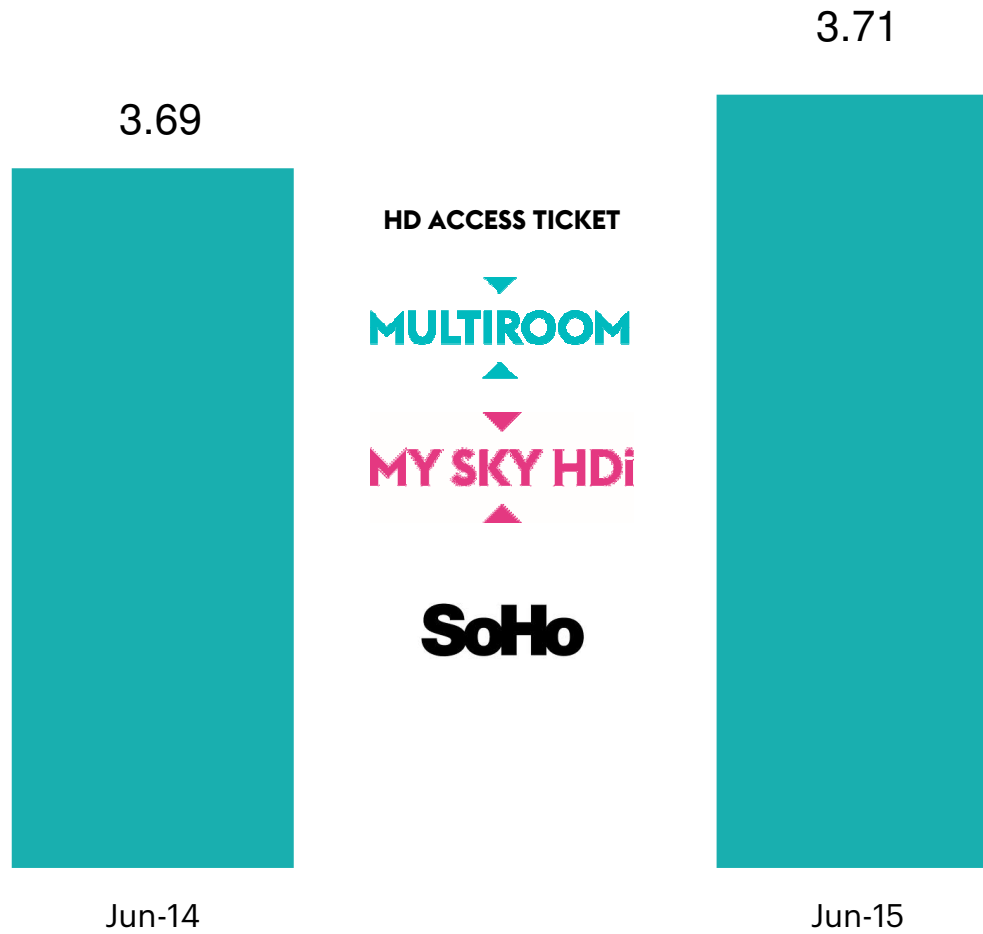 3.71
3.69
HD ACCESS TICKET
MULTIROOM
MY SKY HDi
SoHo
Jun-14
Jun-15